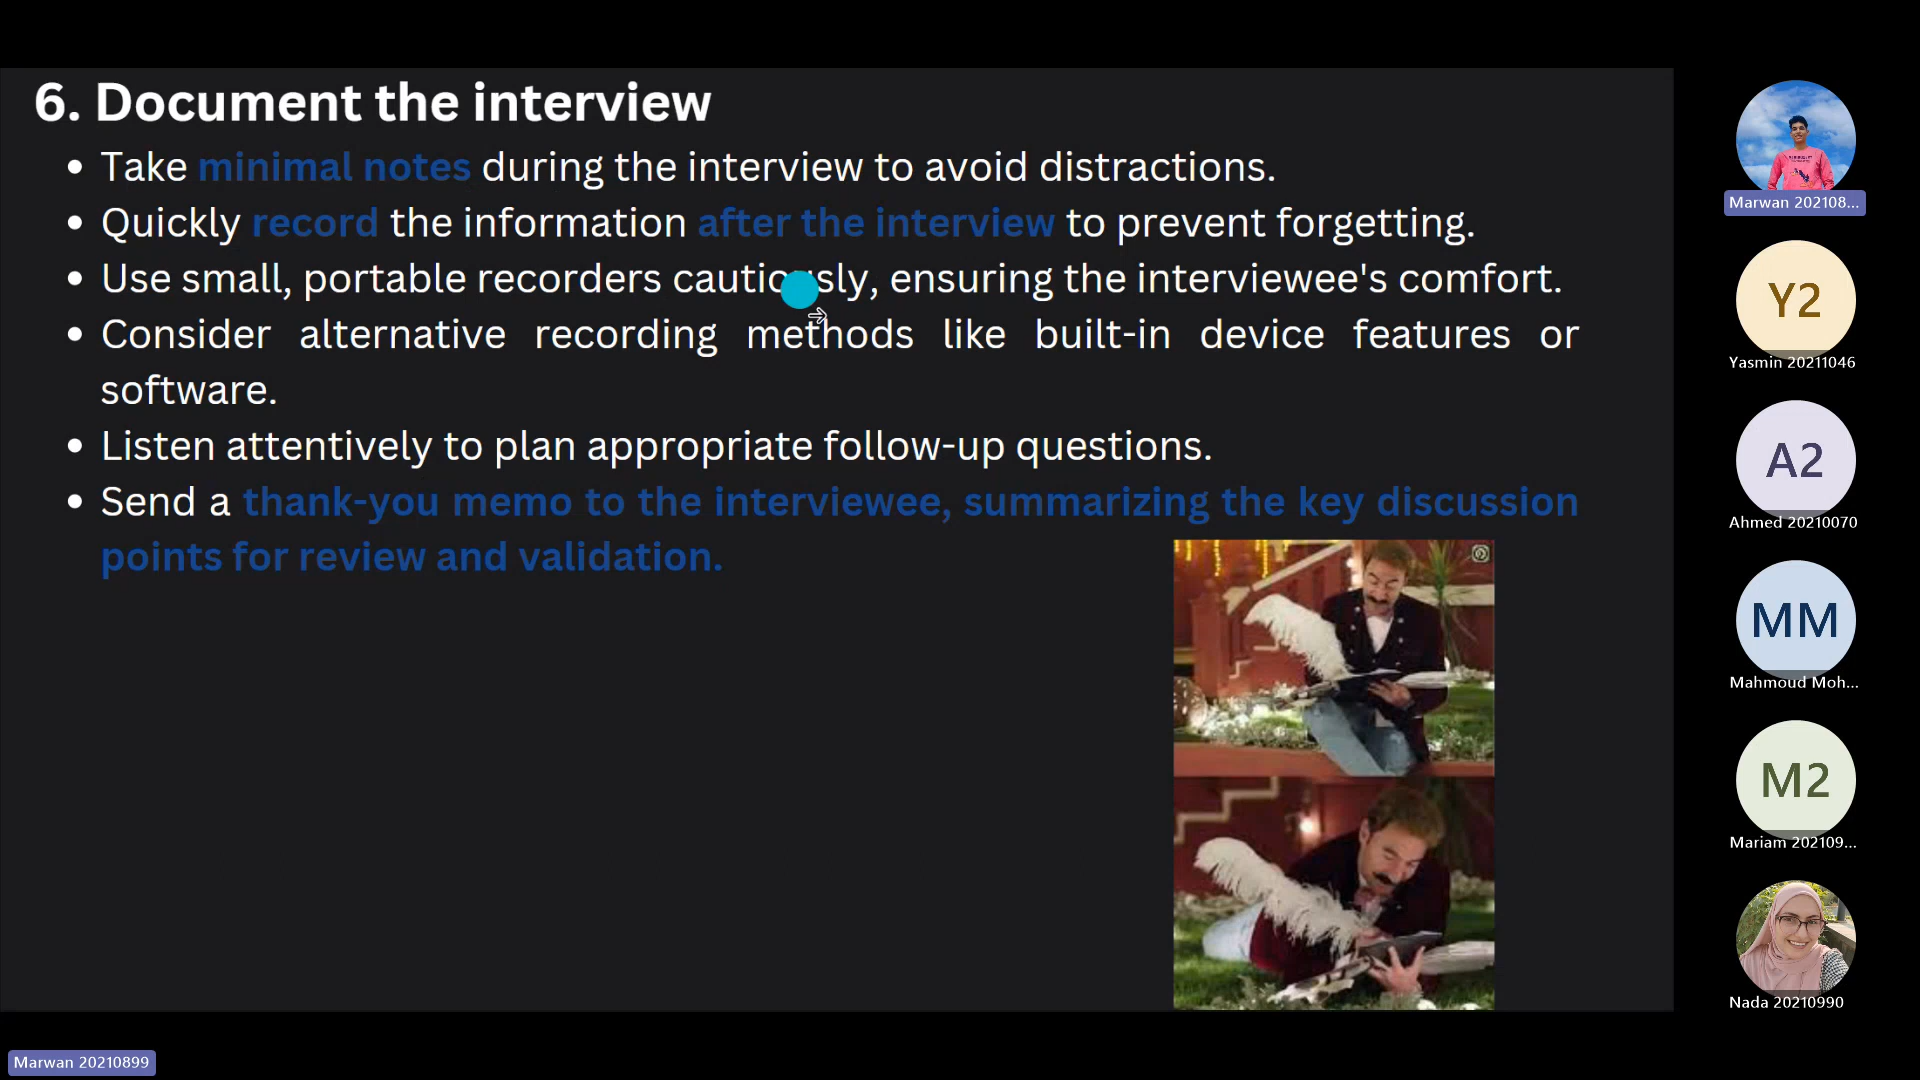 6. Document the interview
• Take minimal notes during the interview to avoid distractions.
• Quickly record the information after the interview to prevent forgetting.
• Use small, portable recorders cautiously, ensuring the interviewee's comfort.
• Consider alternative recording methods like built-in device features or
software.
• Listen attentively to plan appropriate follow-up questions.
• Send a thank-you memo to the interviewee, summarizing the key discussion
points for review and validation.
Marwan 202108...
Y2
Yasmin 20211046
A2
Ahmed 20210070
MM
Mahmoud Moh...
M2
Mariam 202109...
Nada 20210990
Marwan 20210899